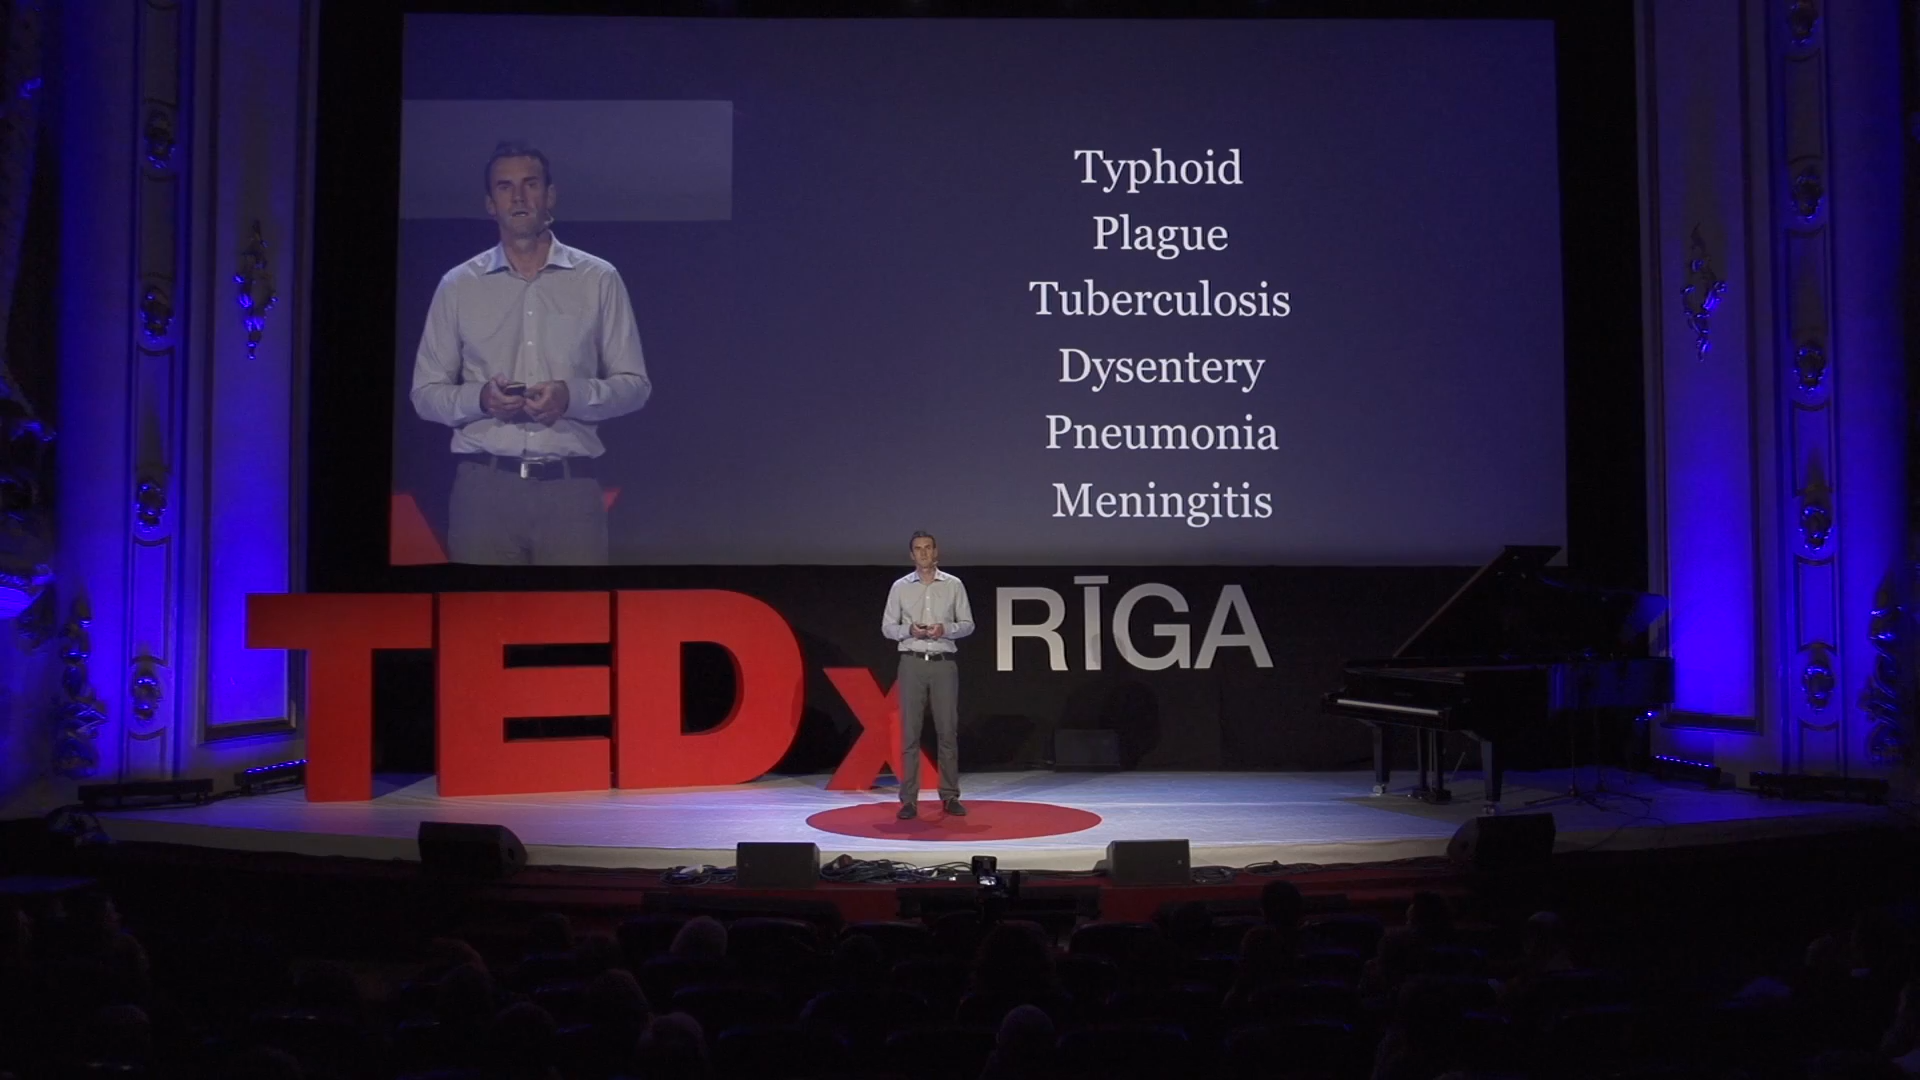 Typhoid
Plague
Tuberculosis
Dysentery
Pneumonia
Meningitis
TEDx RĪGA